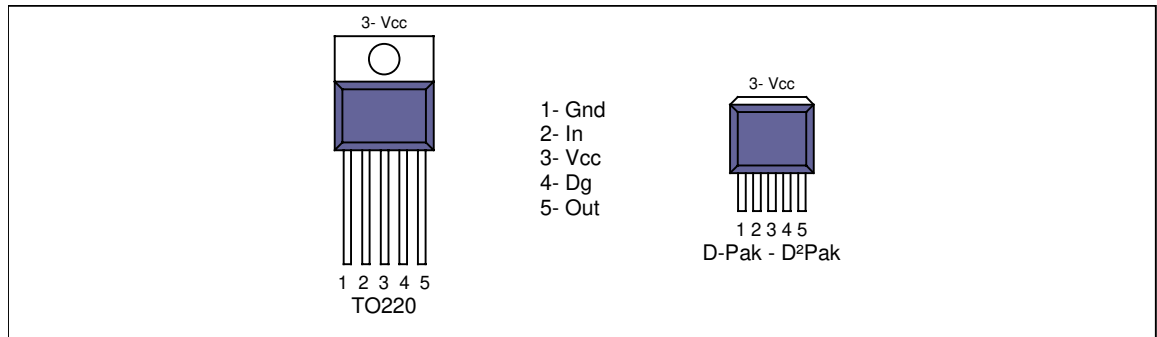 3- Vcc
1 2 3 4 5
TO220
1- Gnd
2- In
3- Vcc
4- Dg
5- Out
3- Vcc
1 2 3 4 5
D-Pak - D²Pak